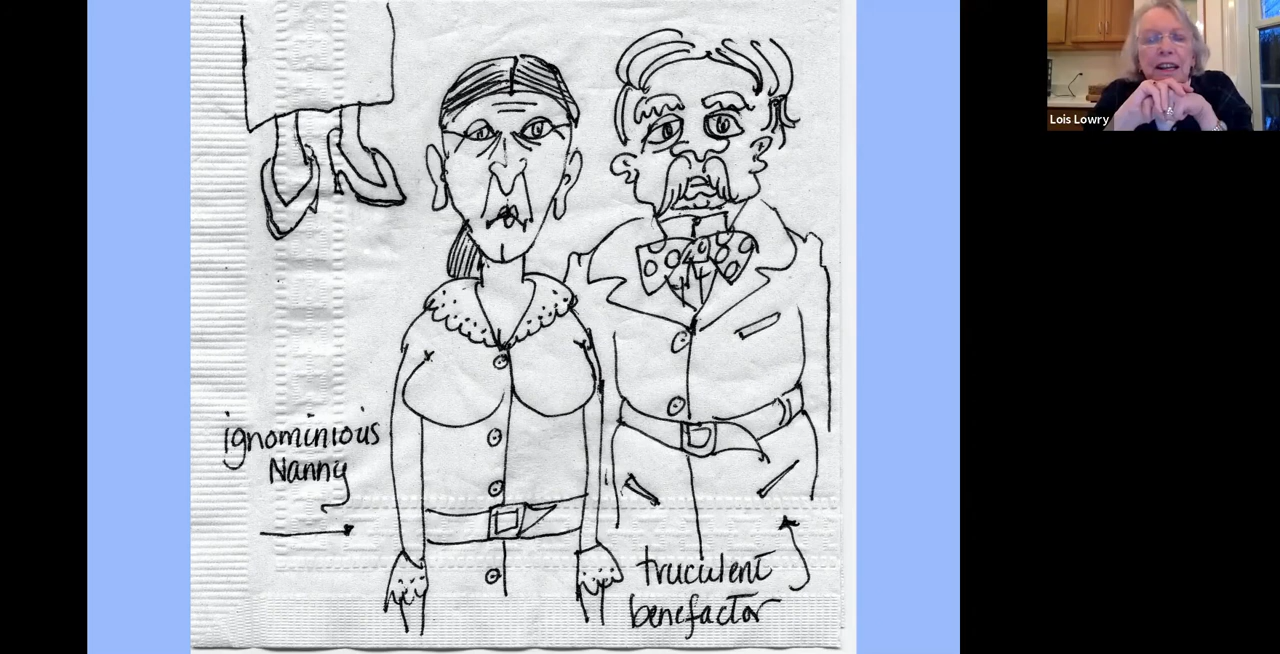 Lois Lowry
ignominious
Nanny
truculent
benefactor